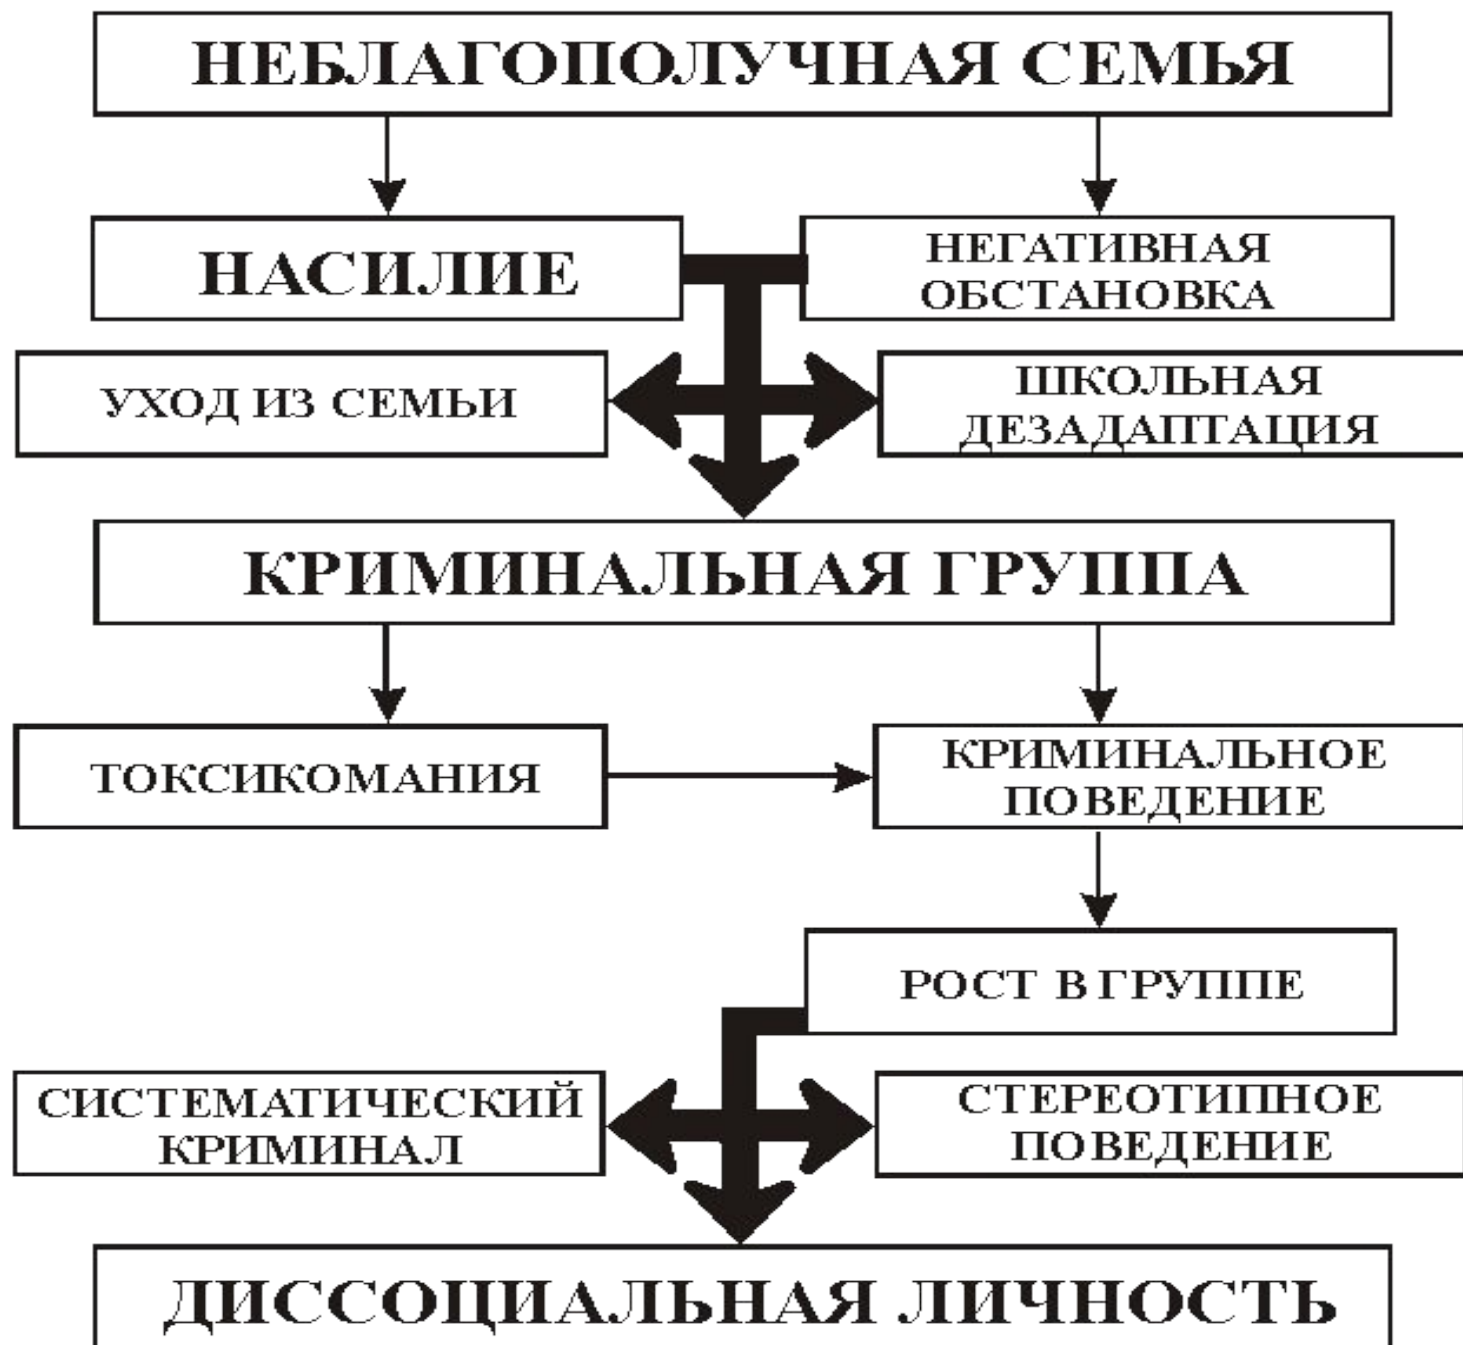 НЕБЛАГОПОЛУЧНАЯ СЕМЬЯ
НАСИЛИЕ
НЕГАТИВНАЯ
ОБСТАНОВКА
УХОД ИЗ СЕМЬИ
ШКОЛЬНАЯ
ДЕЗАДАПТАЦИЯ
КРИМИНАЛЬНАЯ ГРУППА
ТОКСИКОМАНИЯ
КРИМИНАЛЬНОЕ
ПОВЕДЕНИЕ
РОСТ В ГРУППЕ
СИСТЕМАТИЧЕСКИЙ
КРИМИНАЛ
СТЕРЕОТИПНОЕ
ПОВЕДЕНИЕ
ДИССОЦИАЛЬНАЯ ЛИЧНОСТЬ